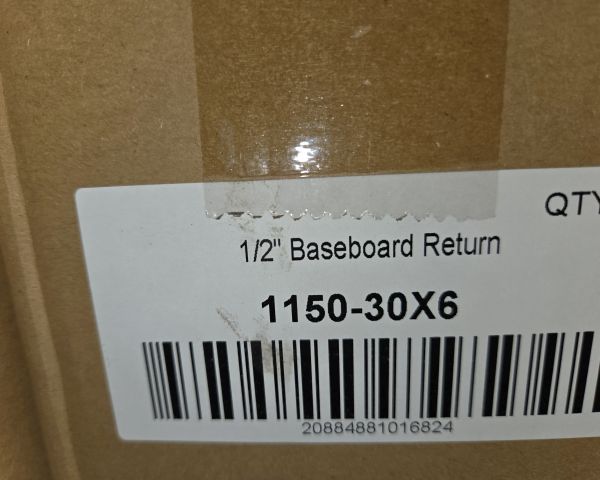 QTY
1/2" Baseboard Return
1150-30X6
20884881016824